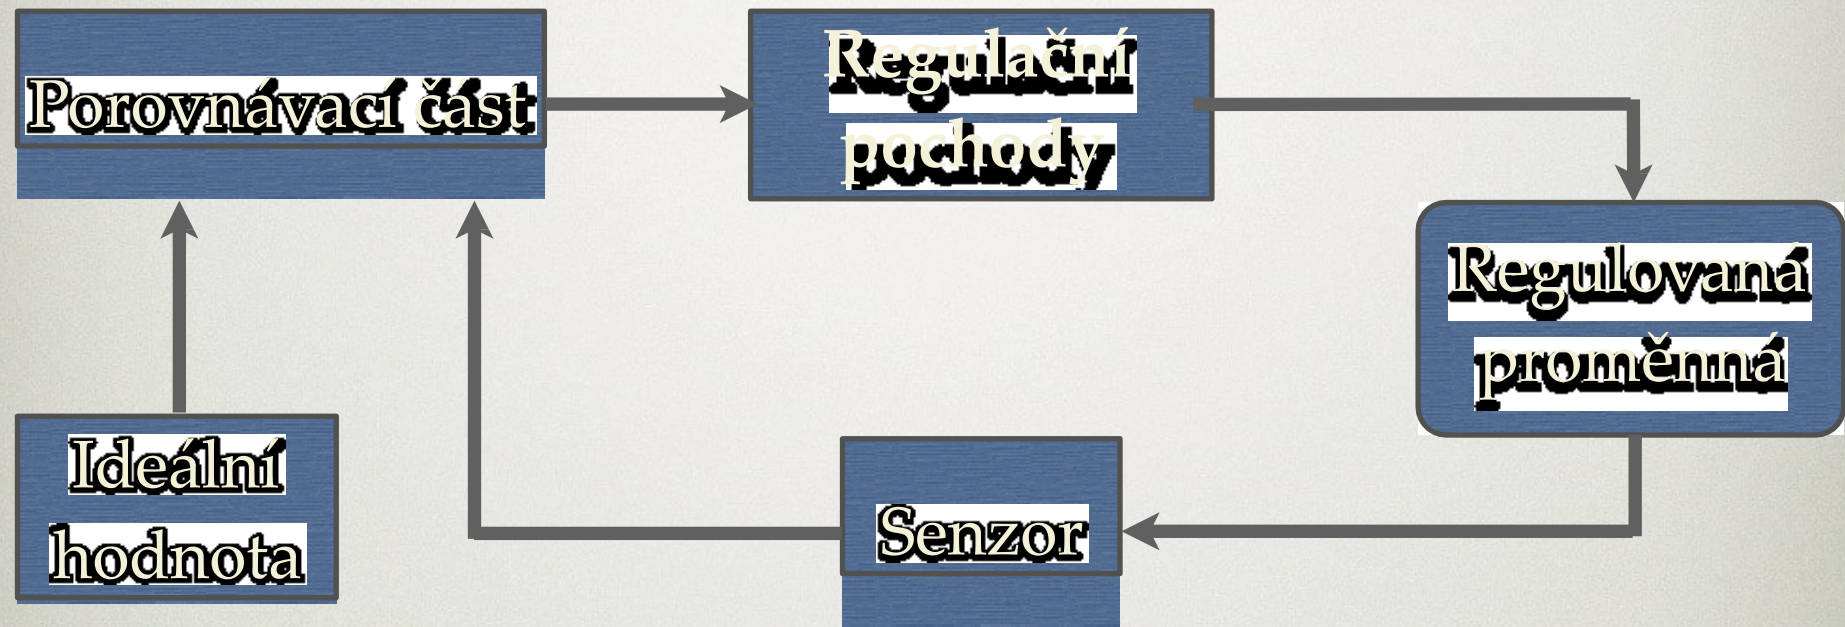 Porovnávací část
Regulační
pochody
Regulovaná
proměnná
Ideální
hodnota
Senzor